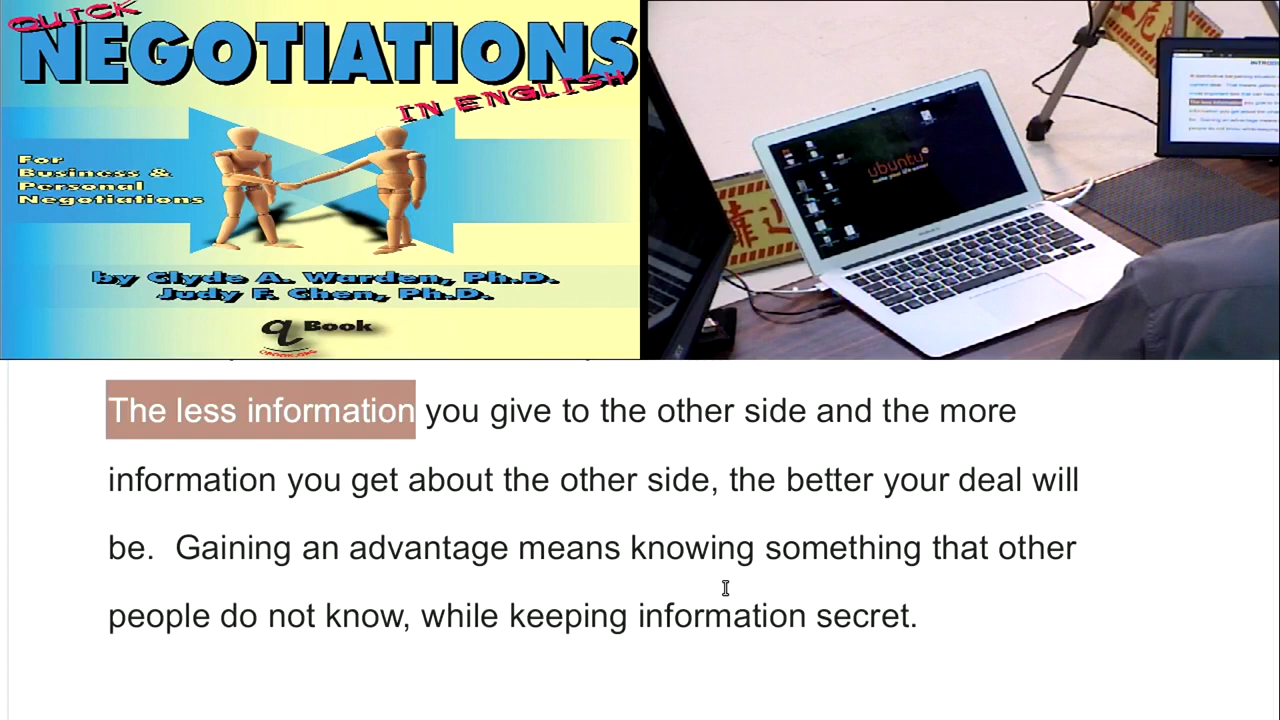 QUICK
NEGOTIATIONS
IN ENGLISH
For
Business &
Personal
Negotiations
by Clyde A. Warden, Ph.D.
Judy F. Chen, Ph.D.
q Book
ubuntu
INTRO
The less information you give to the other side and the more
information you get about the other side, the better your deal will
be. Gaining an advantage means knowing something that other
people do not know, while keeping information secret.